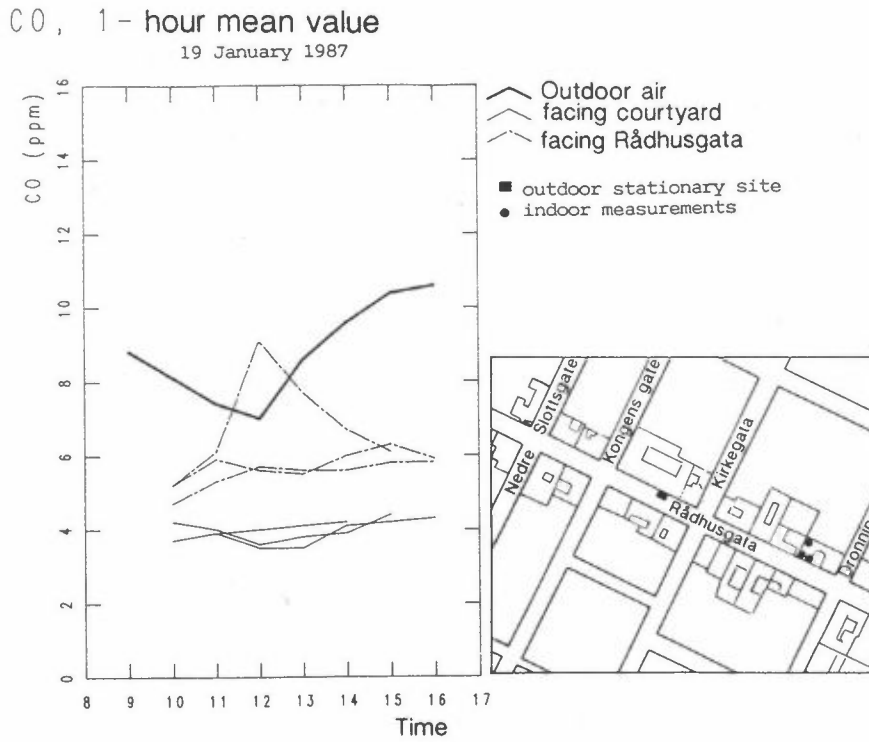 CO, 1- hour mean value
19 January 1987
CO (ppm)
16
14
12
10
8
6
4
2
0
8 9 10 11 12 13 14 15 16 17
Time
Outdoor air
facing courtyard
facing Rådhusgata
outdoor stationary site
indoor measurements
Nedre Slottsgate
Kongens gate
Kirkegata
Rådhusgata
Dronnin